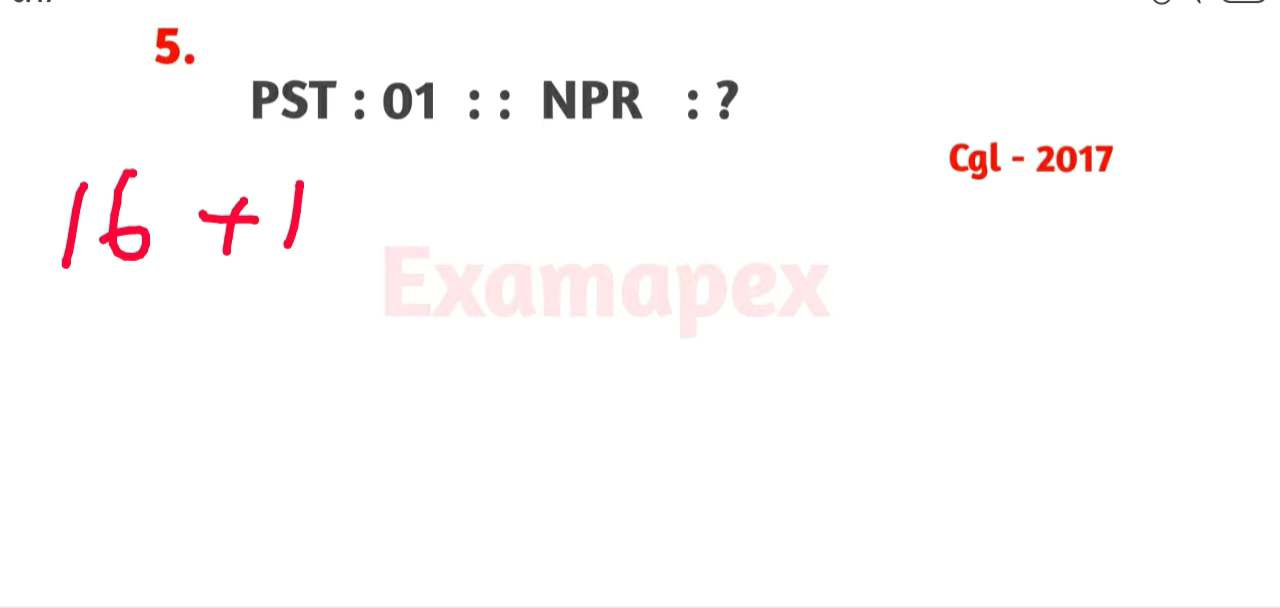 5.
PST : 01 : : NPR : ?
Cgl - 2017
16 + 1
Examapex